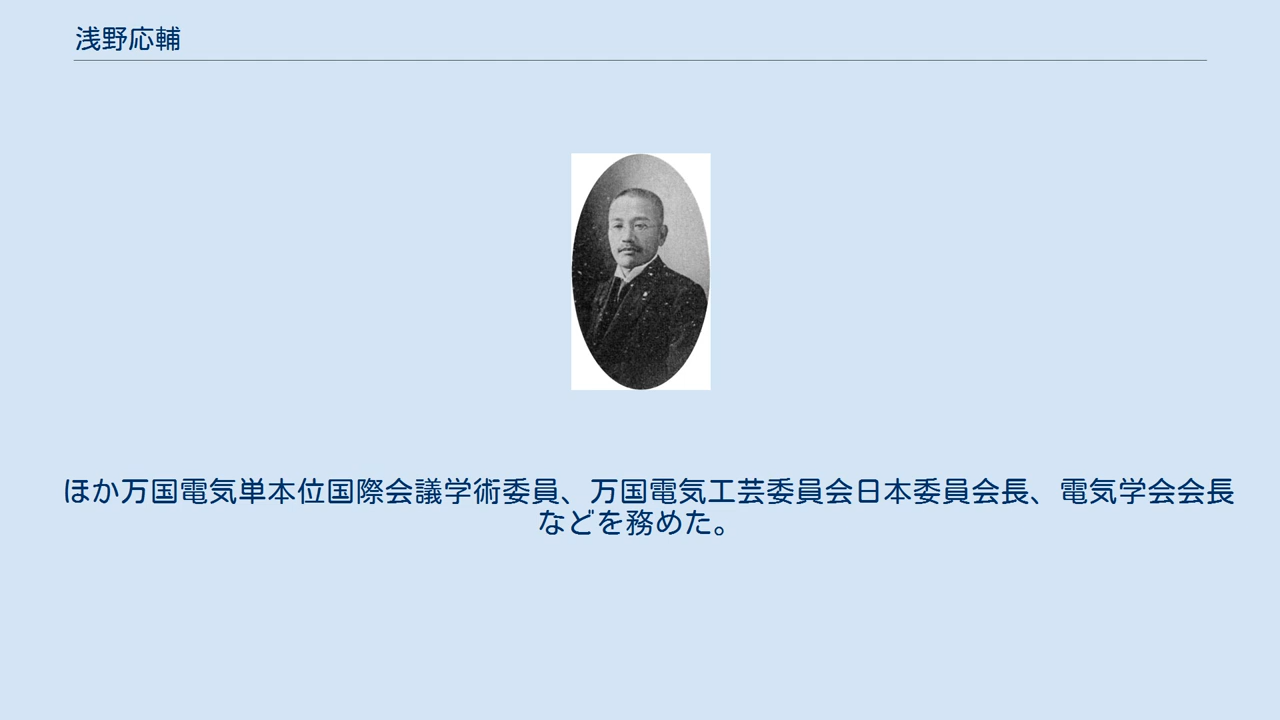 浅野応輔
ほか万国電気単本位国際会議学術委員、万国電気工芸委員会日本委員会長、電気学会会長
などを務めた。